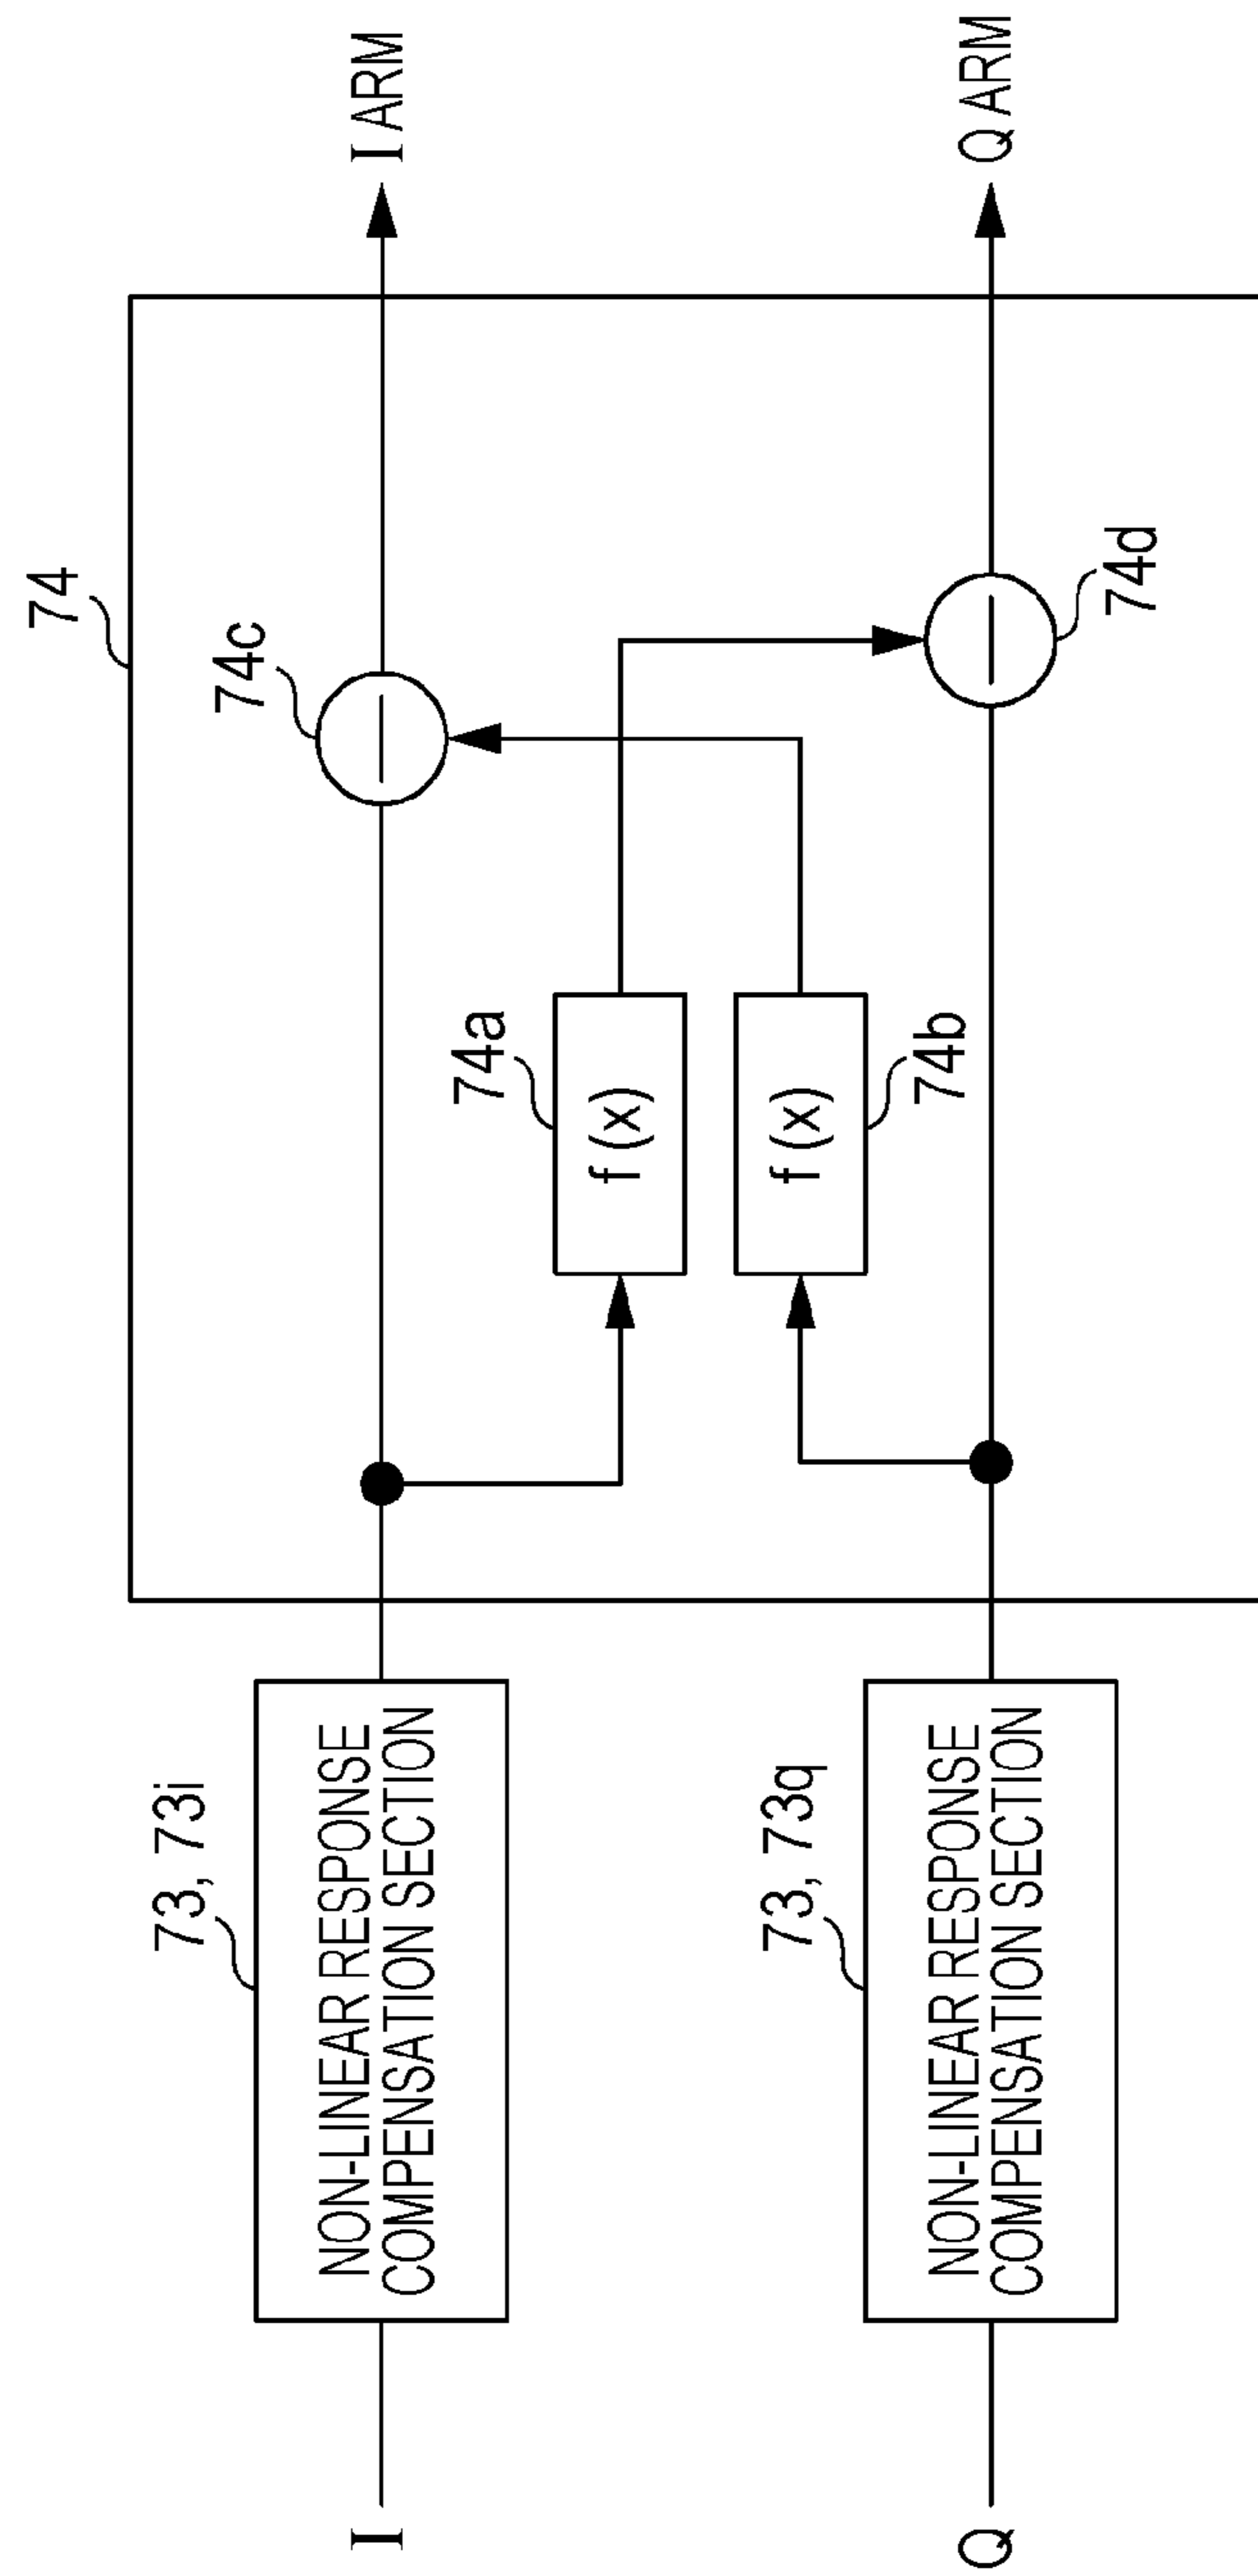 74
73, 73i
I
NON-LINEAR RESPONSE
COMPENSATION SECTION
74c
I ARM
74a
f (x)
f (x)
74b
73, 73q
Q
NON-LINEAR RESPONSE
COMPENSATION SECTION
74d
Q ARM